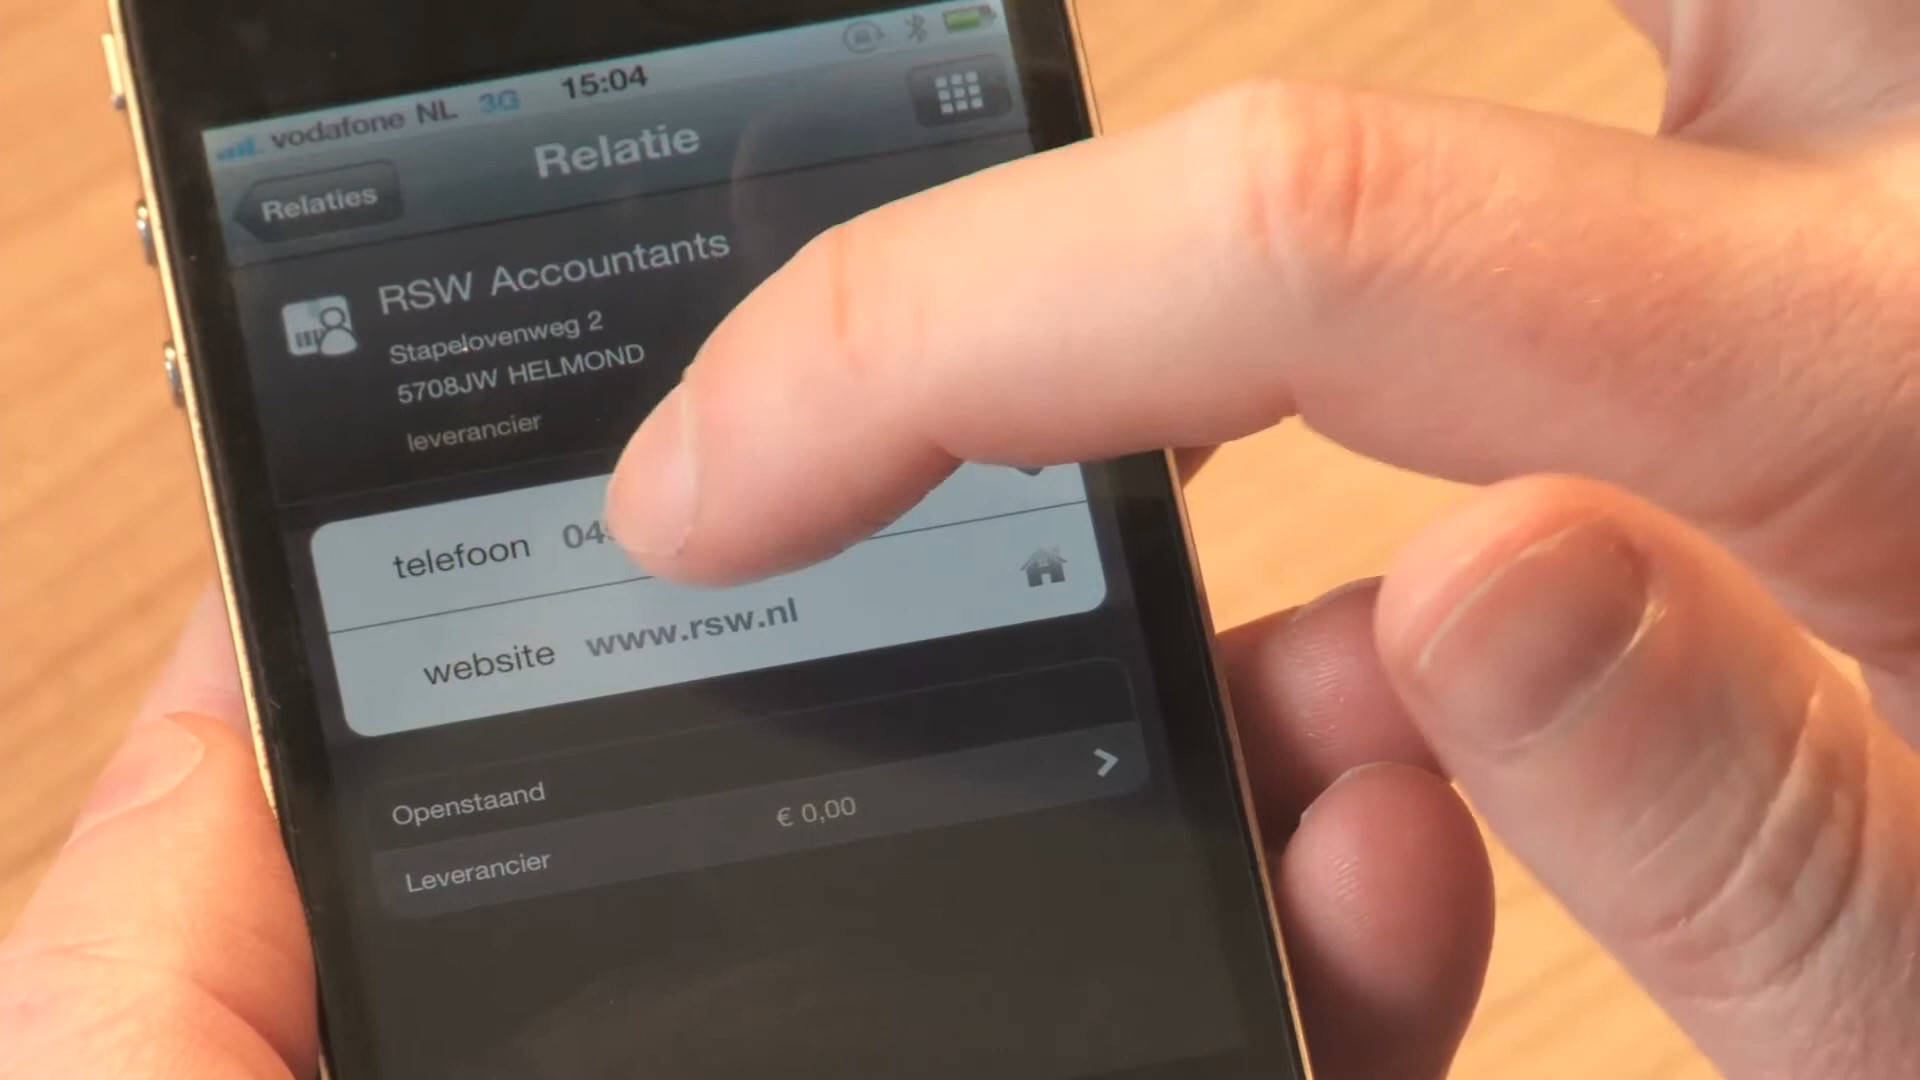 vodafone NL 3G 15:04
Relaties
Relatie
RSW Accountants
Stapelovenweg 2
5708JW HELMOND
leverancier
telefoon
website www.rsw.nl
Openstaand
€ 0,00
Leverancier